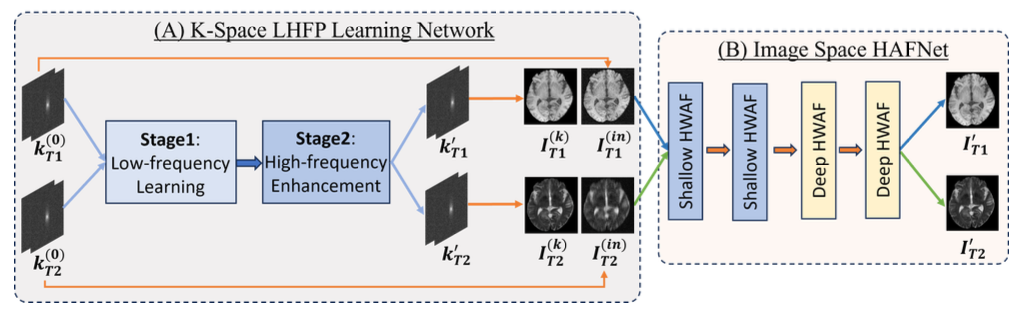 (A) K-Space LHFP Learning Network
(B) Image Space HAFNet
k_{T1}^{(0)}
k_{T2}^{(0)}
Stage1:
Low-frequency
Learning
Stage2:
High-frequency
Enhancement
k'_{T1}
k'_{T2}
I_{T1}^{(k)}
I_{T1}^{(in)}
I_{T2}^{(k)}
I_{T2}^{(in)}
Shallow HWAF
Shallow HWAF
Deep HWAF
Deep HWAF
I'_{T1}
I'_{T2}